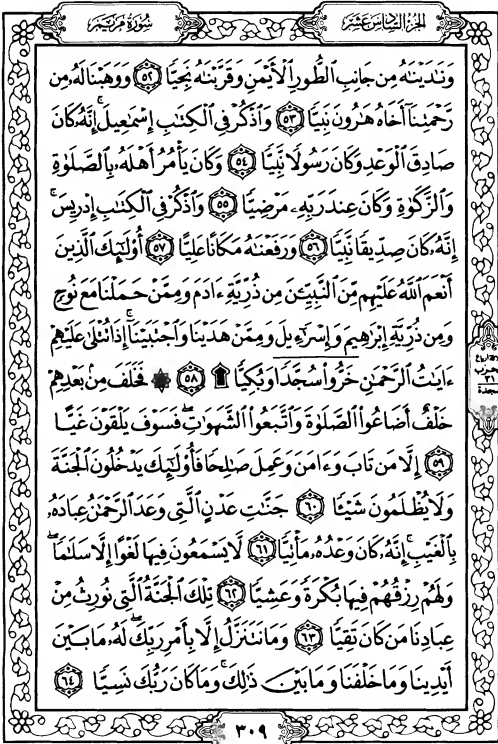 سورة مريم
الجزء السادس عشر
وَنَٰدَيْنَٰهُ مِن جَانِبِ ٱلطُّورِ ٱلْأَيْمَنِ وَقَرَّبْنَٰهُ نَجِيًّا ٥٢ وَوَهَبْنَا لَهُۥ مِن
رَّحْمَتِنَآ أَخَاهُ هَٰرُونَ نَبِيًّا ٥٣ وَٱذْكُرْ فِى ٱلْكِتَٰبِ إِسْمَٰعِيلَ ۚ إِنَّهُۥ كَانَ
صَادِقَ ٱلْوَعْدِ وَكَانَ رَسُولًا نَّبِيًّا ٥٤ وَكَانَ يَأْمُرُ أَهْلَهُۥ بِٱلصَّلَوٰةِ
وَٱلزَّكَوٰةِ وَكَانَ عِندَ رَبِّهِۦ مَرْضِيًّا ٥٥ وَٱذْكُرْ فِى ٱلْكِتَٰبِ إِدْرِيسَ ۚ
إِنَّهُۥ كَانَ صِدِّيقًا نَّبِيًّا ٥٦ وَرَفَعْنَٰهُ مَكَانًا عَلِيًّا ٥٧ أُو۟لَٰٓئِكَ ٱلَّذِينَ
أَنْعَمَ ٱللَّهُ عَلَيْهِم مِّنَ ٱلنَّبِيِّـۧنَ مِن ذُرِّيَّةِ ءَادَمَ وَمِمَّنْ حَمَلْنَا مَعَ نُوحٍ
وَمِن ذُرِّيَّةِ إِبْرَٰهِيمَ وَإِسْرَٰٓءِيلَ وَمِمَّنْ هَدَيْنَا وَٱجْتَبَيْنَآ ۚ إِذَا تُتْلَىٰ عَلَيْهِمْ
ءَايَٰتُ ٱلرَّحْمَٰنِ خَرُّوا۟ سُجَّدًا وَبُكِيًّا ۩ ٥٨ ۞ فَخَلَفَ مِنۢ بَعْدِهِمْ
خَلْفٌ أَضَاعُوا۟ ٱلصَّلَوٰةَ وَٱتَّبَعُوا۟ ٱلشَّهَوَٰتِ ۖ فَسَوْفَ يَلْقَوْنَ غَيًّا
٥٩ إِلَّا مَن تَابَ وَءَامَنَ وَعَمِلَ صَٰلِحًا فَأُو۟لَٰٓئِكَ يَدْخُلُونَ ٱلْجَنَّةَ
وَلَا يُظْلَمُونَ شَيْـًٔا ٦٠ جَنَّٰتِ عَدْنٍ ٱلَّتِى وَعَدَ ٱلرَّحْمَٰنُ عِبَادَهُۥ
بِٱلْغَيْبِ ۚ إِنَّهُۥ كَانَ وَعْدُهُۥ مَأْتِيًّا ٦١ لَّا يَسْمَعُونَ فِيهَا لَغْوًا إِلَّا سَلَٰمًا ۖ
وَلَهُمْ رِزْقُهُمْ فِيهَا بُكْرَةً وَعَشِيًّا ٦٢ تِلْكَ ٱلْجَنَّةُ ٱلَّتِى نُورِثُ مِنْ
عِبَادِنَا مَن كَانَ تَقِيًّا ٦٣ وَمَا نَتَنَزَّلُ إِلَّا بِأَمْرِ رَبِّكَ ۖ لَهُۥ مَا بَيْنَ
أَيْدِينَا وَمَا خَلْفَنَا وَمَا بَيْنَ ذَٰلِكَ ۚ وَمَا كَانَ رَبُّكَ نَسِيًّا ٦٤
الحزب
٣١
سجدة
٣٠٩